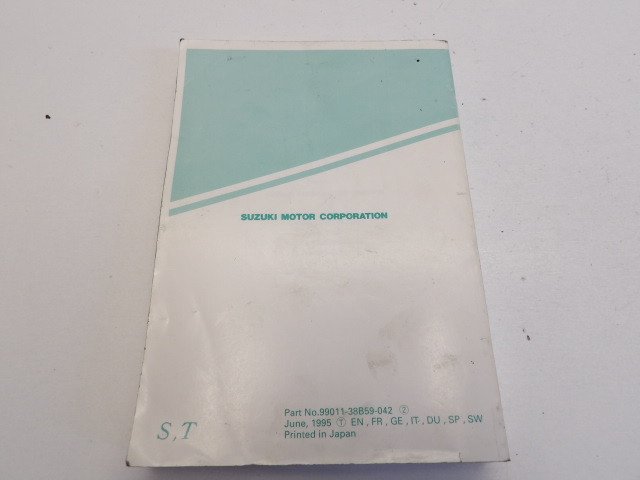 SUZUKI MOTOR CORPORATION
Part No.99011-38B59-042 ②
June, 1995 Ⓣ EN , FR , GE , IT , DU , SP , SW
Printed in Japan
S,T